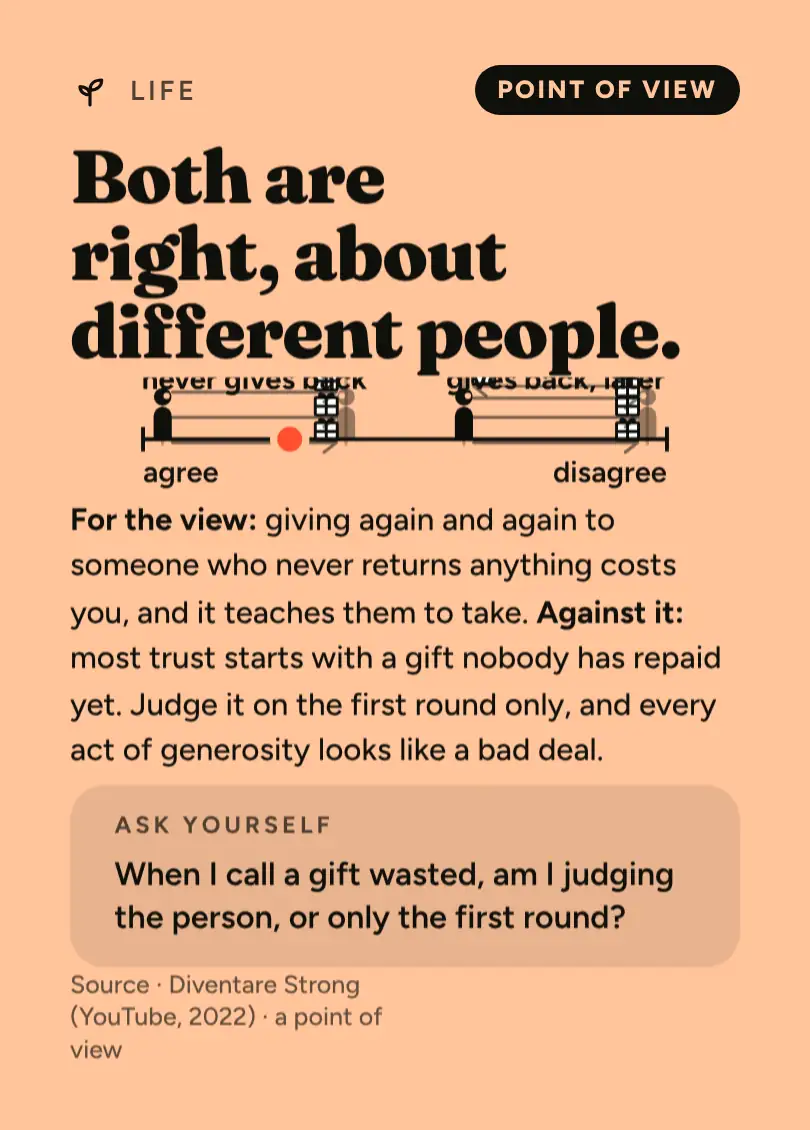 LIFE
POINT OF VIEW
Both are
right, about
different people.
never gives back
gives back, later
agree
disagree
For the view: giving again and again to
someone who never returns anything costs
you, and it teaches them to take. Against it:
most trust starts with a gift nobody has repaid
yet. Judge it on the first round only, and every
act of generosity looks like a bad deal.
ASK YOURSELF
When I call a gift wasted, am I judging
the person, or only the first round?
Source · Diventare Strong
(YouTube, 2022) · a point of
view